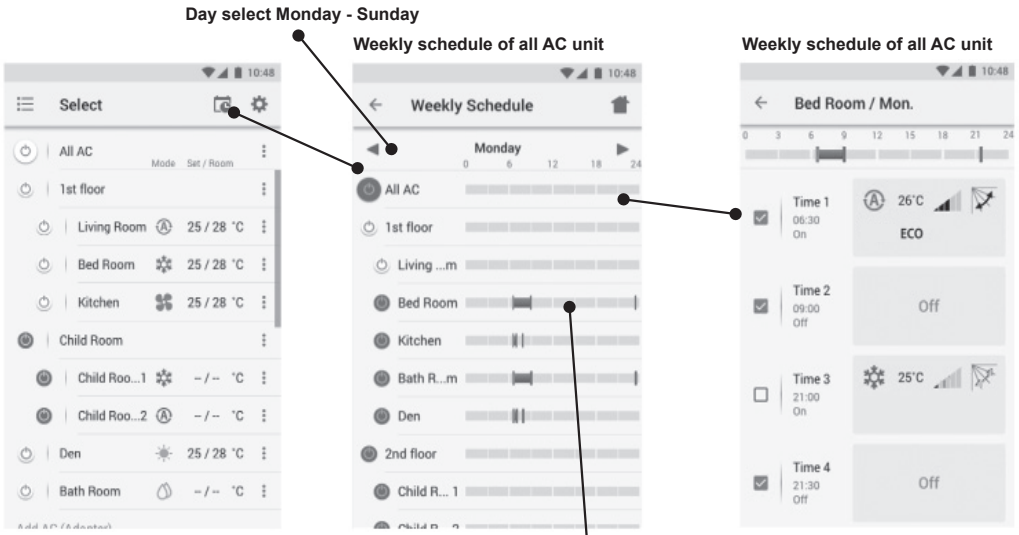 Day select Monday - Sunday
Weekly schedule of all AC unit
Weekly schedule of all AC unit
10:48
Select
All AC
Mode Set / Room
1st floor
Living Room 25 / 28 °C
Bed Room 25 / 28 °C
Kitchen 25 / 28 °C
Child Room
Child Roo...1 -- / -- °C
Child Roo...2 -- / -- °C
Den 25 / 28 °C
Bath Room -- / -- °C
Add AC (Adapter)
10:48
Weekly Schedule
Monday
0 6 12 18 24
All AC
1st floor
Living ...m
Bed Room
Kitchen
Bath R...m
Den
2nd floor
Child R... 1
Child R... 2
10:48
Bed Room / Mon.
0 3 6 9 12 15 18 21 24
Time 1
06:30
On
26°C
ECO
Time 2
09:00
Off
Off
Time 3
21:00
On
25°C
Time 4
21:30
Off
Off